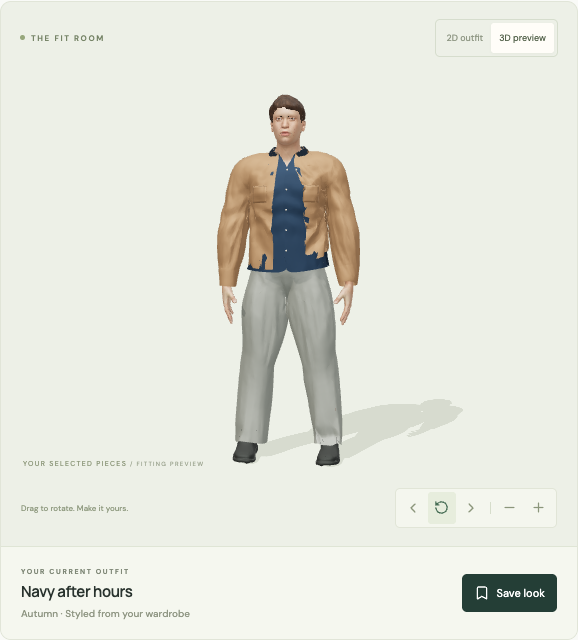 THE FIT ROOM
2D outfit
3D preview
YOUR SELECTED PIECES / FITTING PREVIEW
Drag to rotate. Make it yours.
YOUR CURRENT OUTFIT
Navy after hours
Autumn · Styled from your wardrobe
Save look